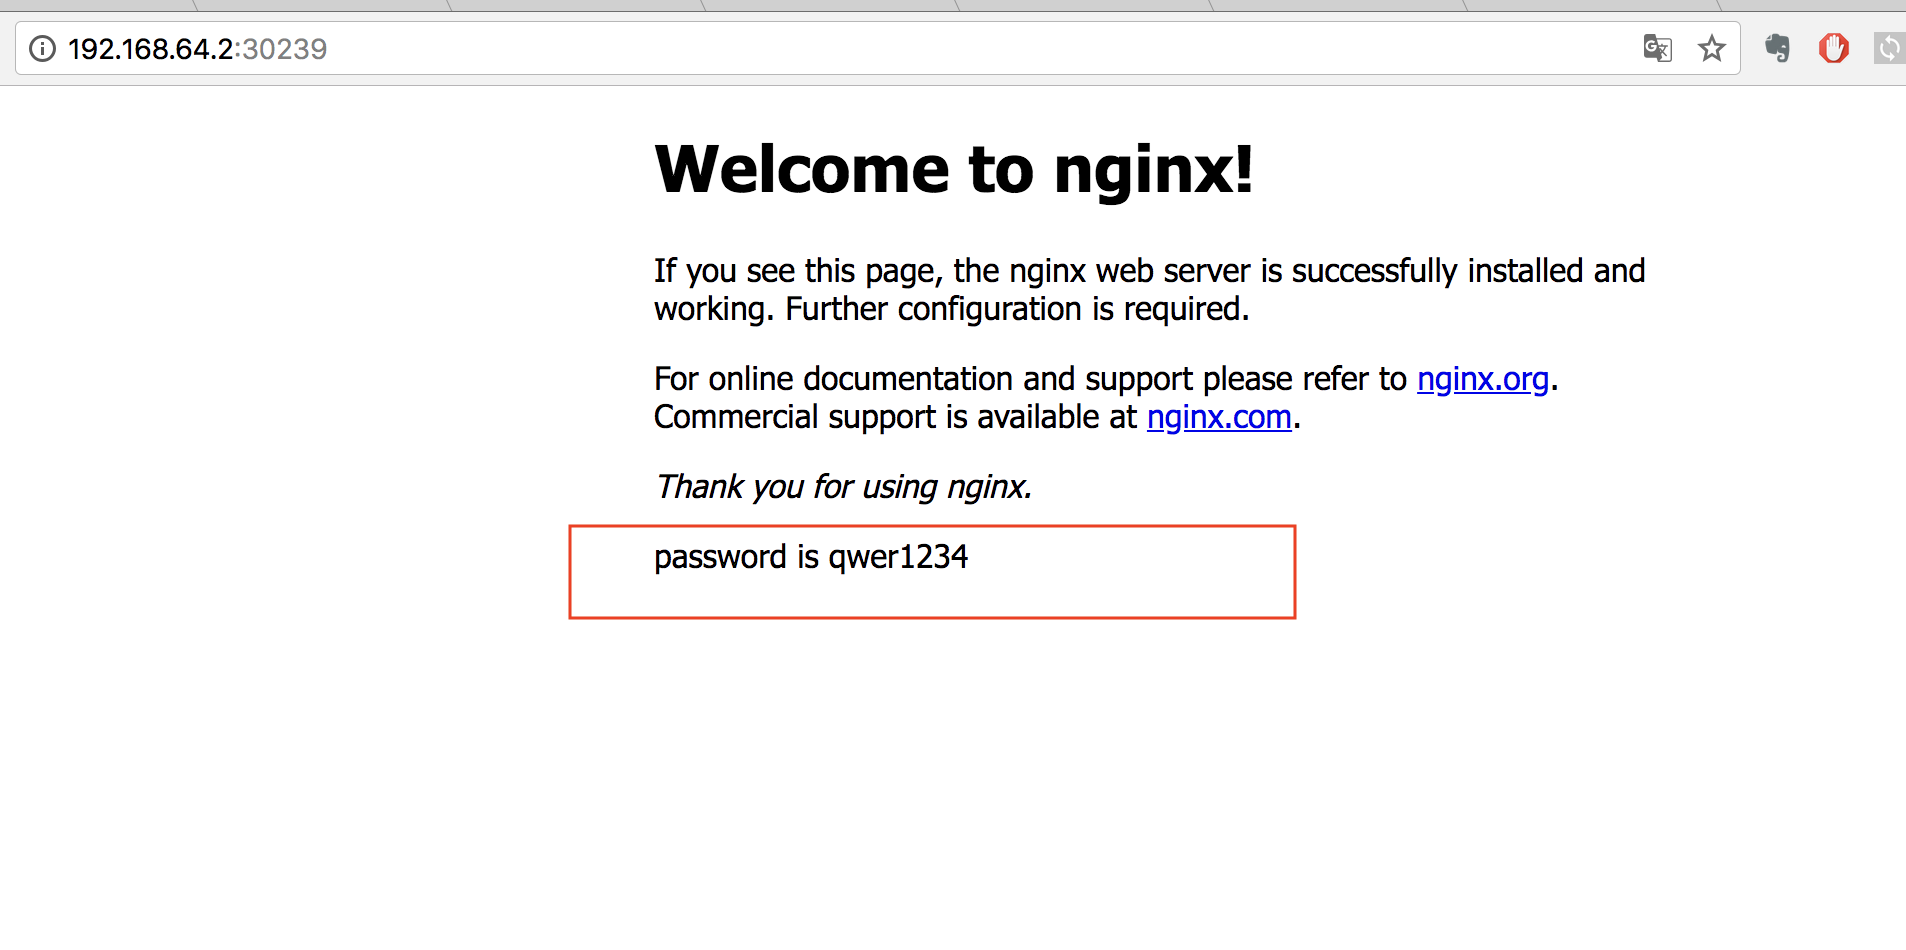 192.168.64.2:30239
Welcome to nginx!
If you see this page, the nginx web server is successfully installed and
working. Further configuration is required.
For online documentation and support please refer to nginx.org.
Commercial support is available at nginx.com.
Thank you for using nginx.
password is qwer1234